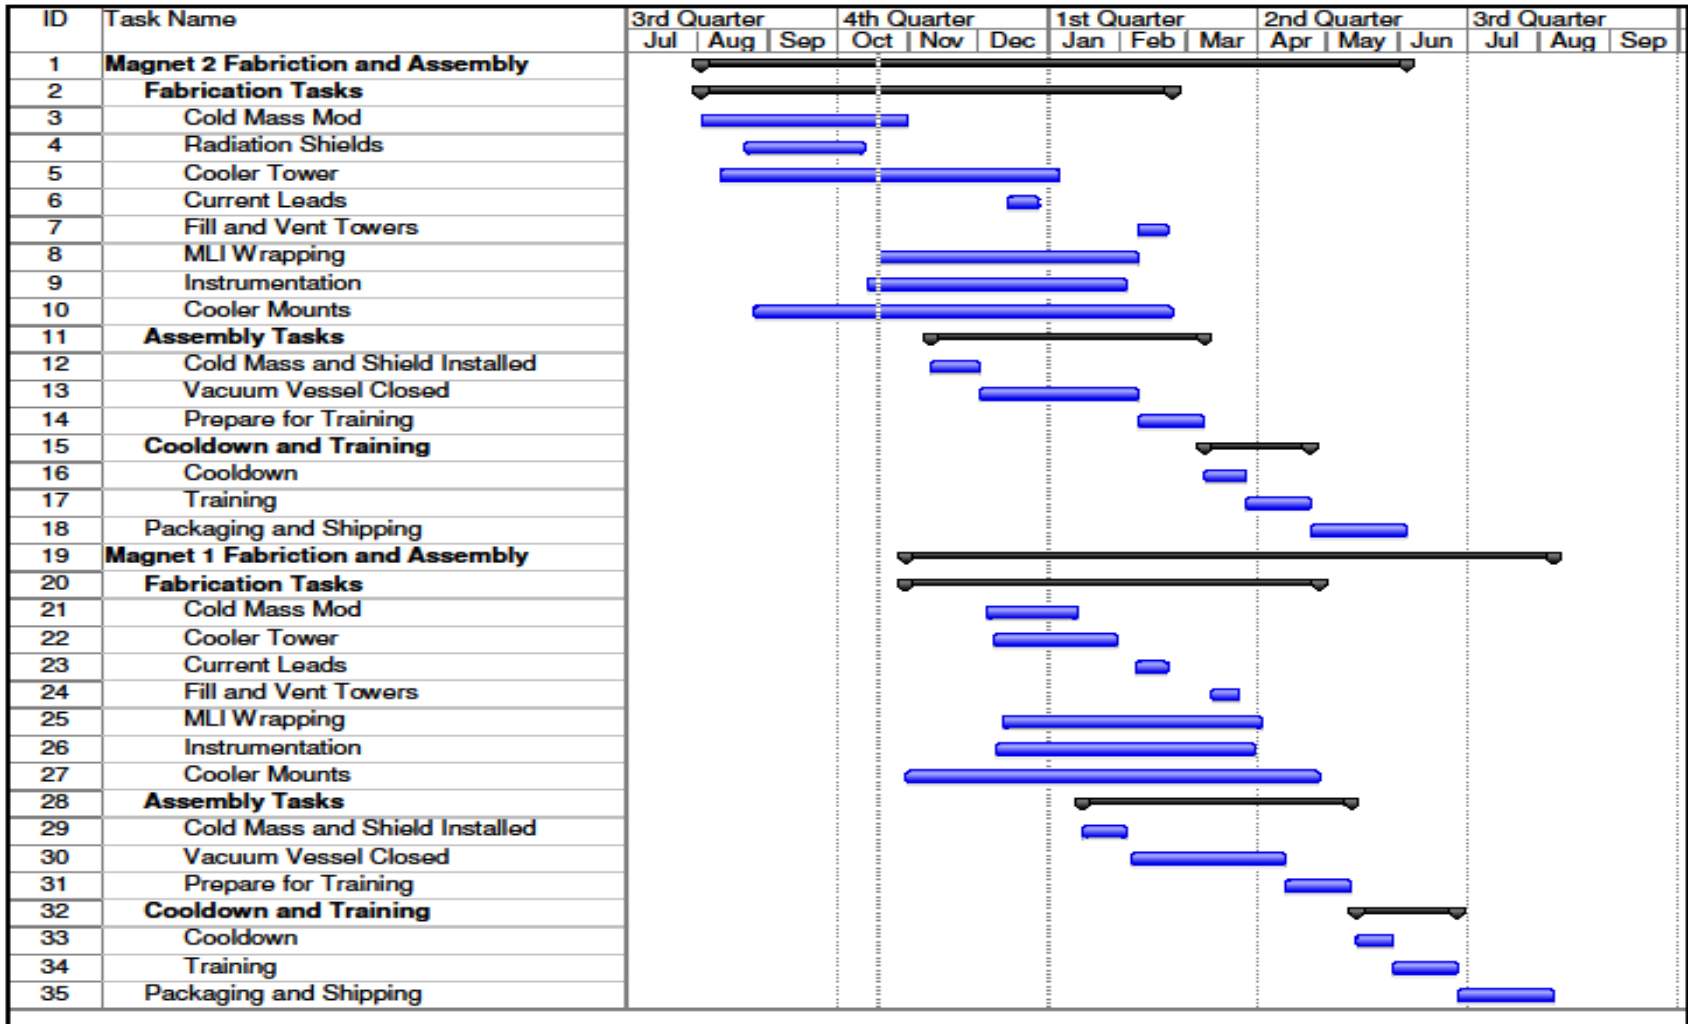 ID Task Name 3rd Quarter 4th Quarter 1st Quarter 2nd Quarter 3rd Quarter
Jul Aug Sep Oct Nov Dec Jan Feb Mar Apr May Jun Jul Aug Sep
1 Magnet 2 Fabriction and Assembly
2 Fabrication Tasks
3 Cold Mass Mod
4 Radiation Shields
5 Cooler Tower
6 Current Leads
7 Fill and Vent Towers
8 MLI Wrapping
9 Instrumentation
10 Cooler Mounts
11 Assembly Tasks
12 Cold Mass and Shield Installed
13 Vacuum Vessel Closed
14 Prepare for Training
15 Cooldown and Training
16 Cooldown
17 Training
18 Packaging and Shipping
19 Magnet 1 Fabriction and Assembly
20 Fabrication Tasks
21 Cold Mass Mod
22 Cooler Tower
23 Current Leads
24 Fill and Vent Towers
25 MLI Wrapping
26 Instrumentation
27 Cooler Mounts
28 Assembly Tasks
29 Cold Mass and Shield Installed
30 Vacuum Vessel Closed
31 Prepare for Training
32 Cooldown and Training
33 Cooldown
34 Training
35 Packaging and Shipping